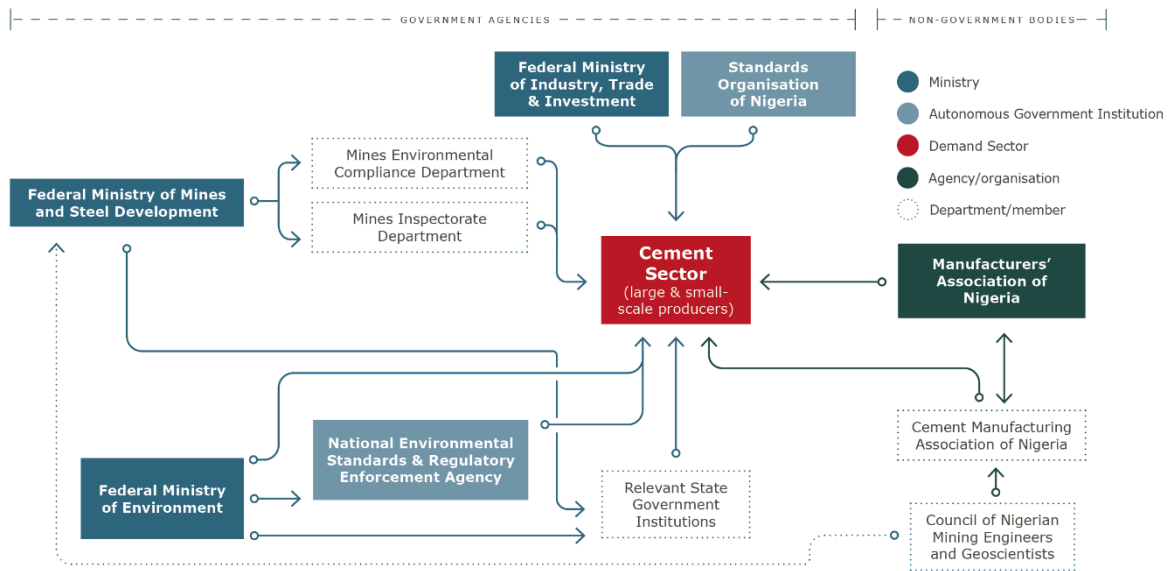 GOVERNMENT AGENCIES
NON-GOVERNMENT BODIES
Federal Ministry
of Industry, Trade
& Investment
Standards
Organisation
of Nigeria
Ministry
Autonomous Government Institution
Demand Sector
Agency/organisation
Department/member
Mines Environmental
Compliance Department
Federal Ministry of Mines
and Steel Development
Mines Inspectorate
Department
Cement
Sector
(large & small-
scale producers)
Manufacturers’
Association of
Nigeria
National Environmental
Standards & Regulatory
Enforcement Agency
Cement Manufacturing
Association of Nigeria
Federal Ministry
of Environment
Relevant State
Government
Institutions
Council of Nigerian
Mining Engineers
and Geoscientists